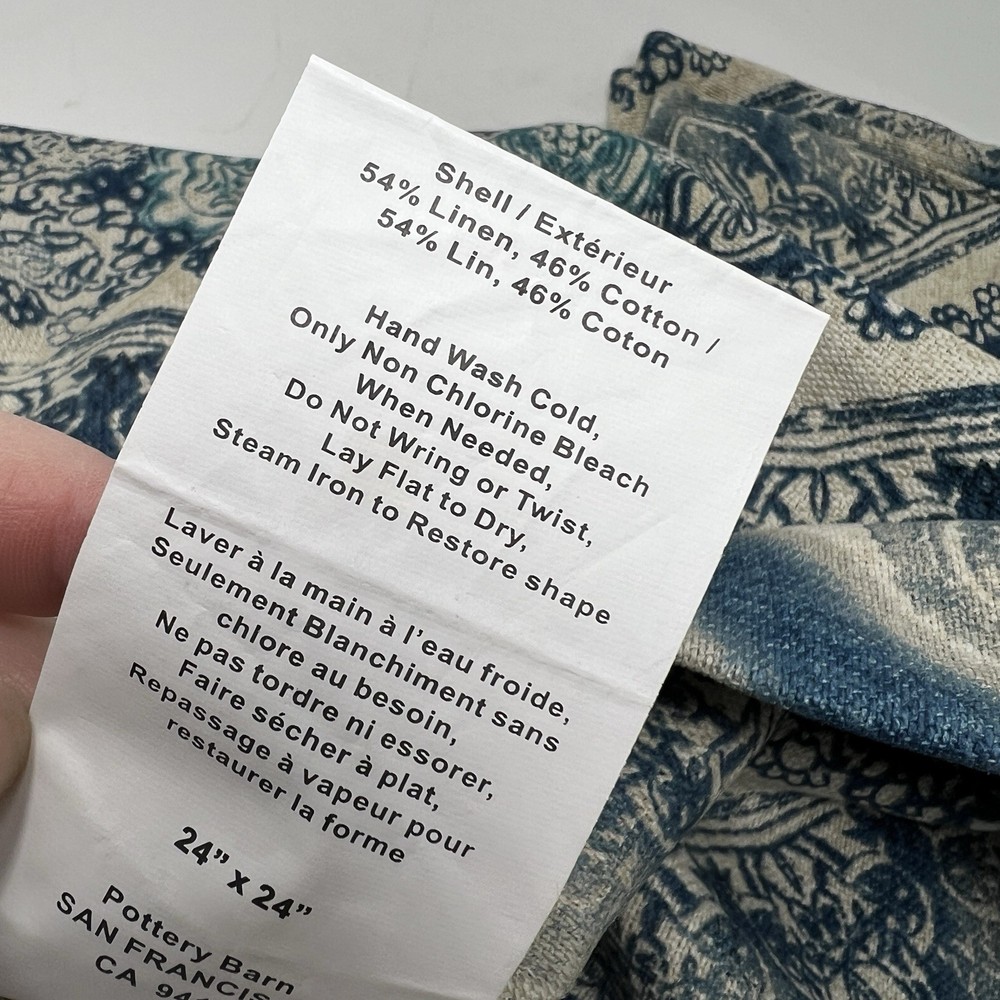 Shell / Extérieur
54% Linen, 46% Cotton /
54% Lin, 46% Coton
Hand Wash Cold,
Only Non Chlorine Bleach
When Needed,
Do Not Wring or Twist,
Lay Flat to Dry,
Steam Iron to Restore shape
Laver à la main à l'eau froide,
Seulement Blanchiment sans
chlore au besoin,
Ne pas tordre ni essorer,
Faire sécher à plat,
Repassage à vapeur pour
restaurer la forme
24” x 24”
Pottery Barn
SAN
CA